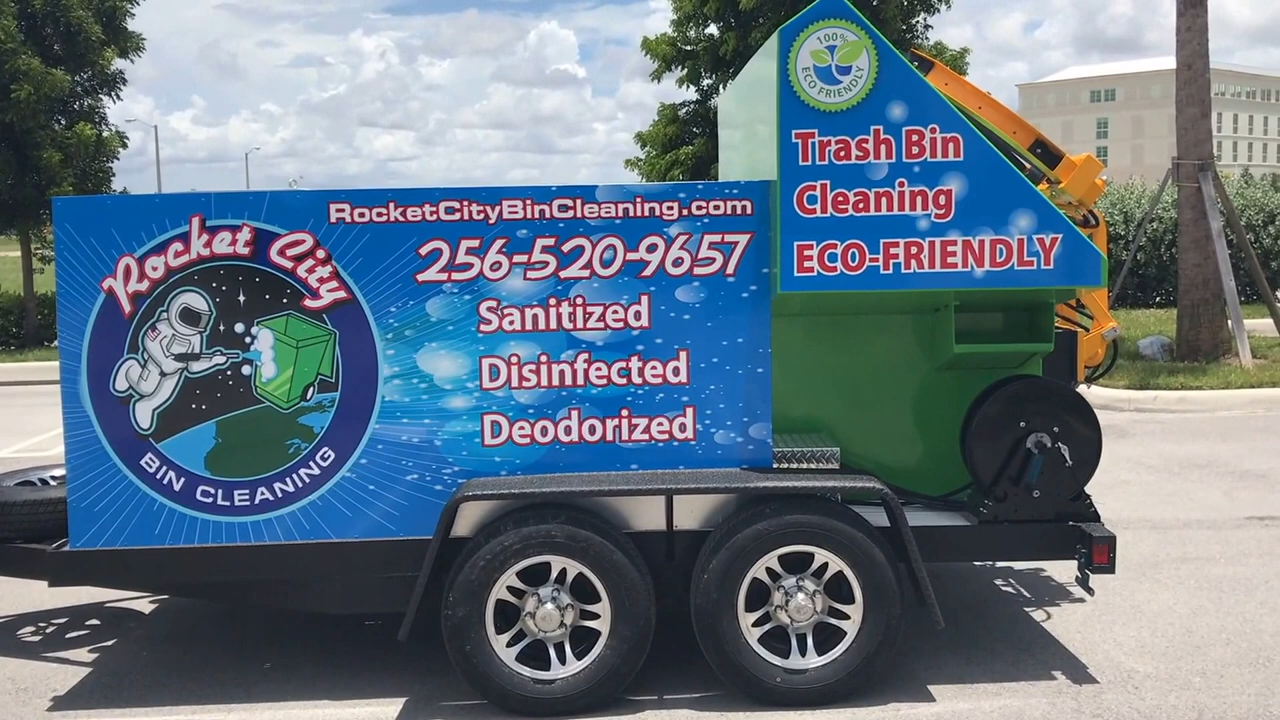 Rocket City
BIN CLEANING
RocketCityBinCleaning.com
256-520-9657
Sanitized
Disinfected
Deodorized
100%
ECO FRIENDLY
Trash Bin
Cleaning
ECO-FRIENDLY